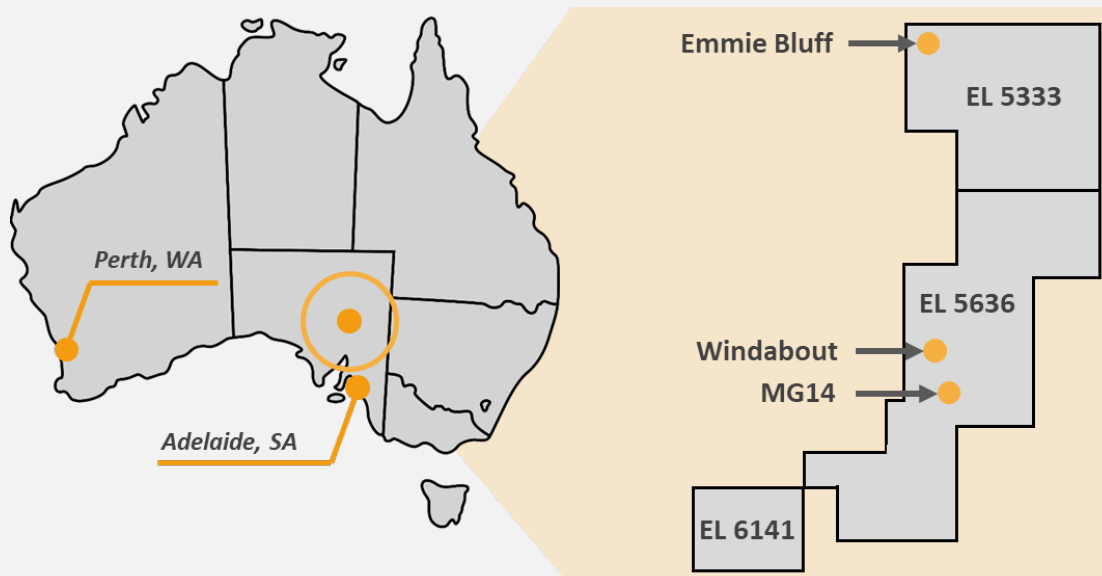 Perth, WA
Adelaide, SA
Emmie Bluff
EL 5333
EL 5636
Windabout
MG14
EL 6141